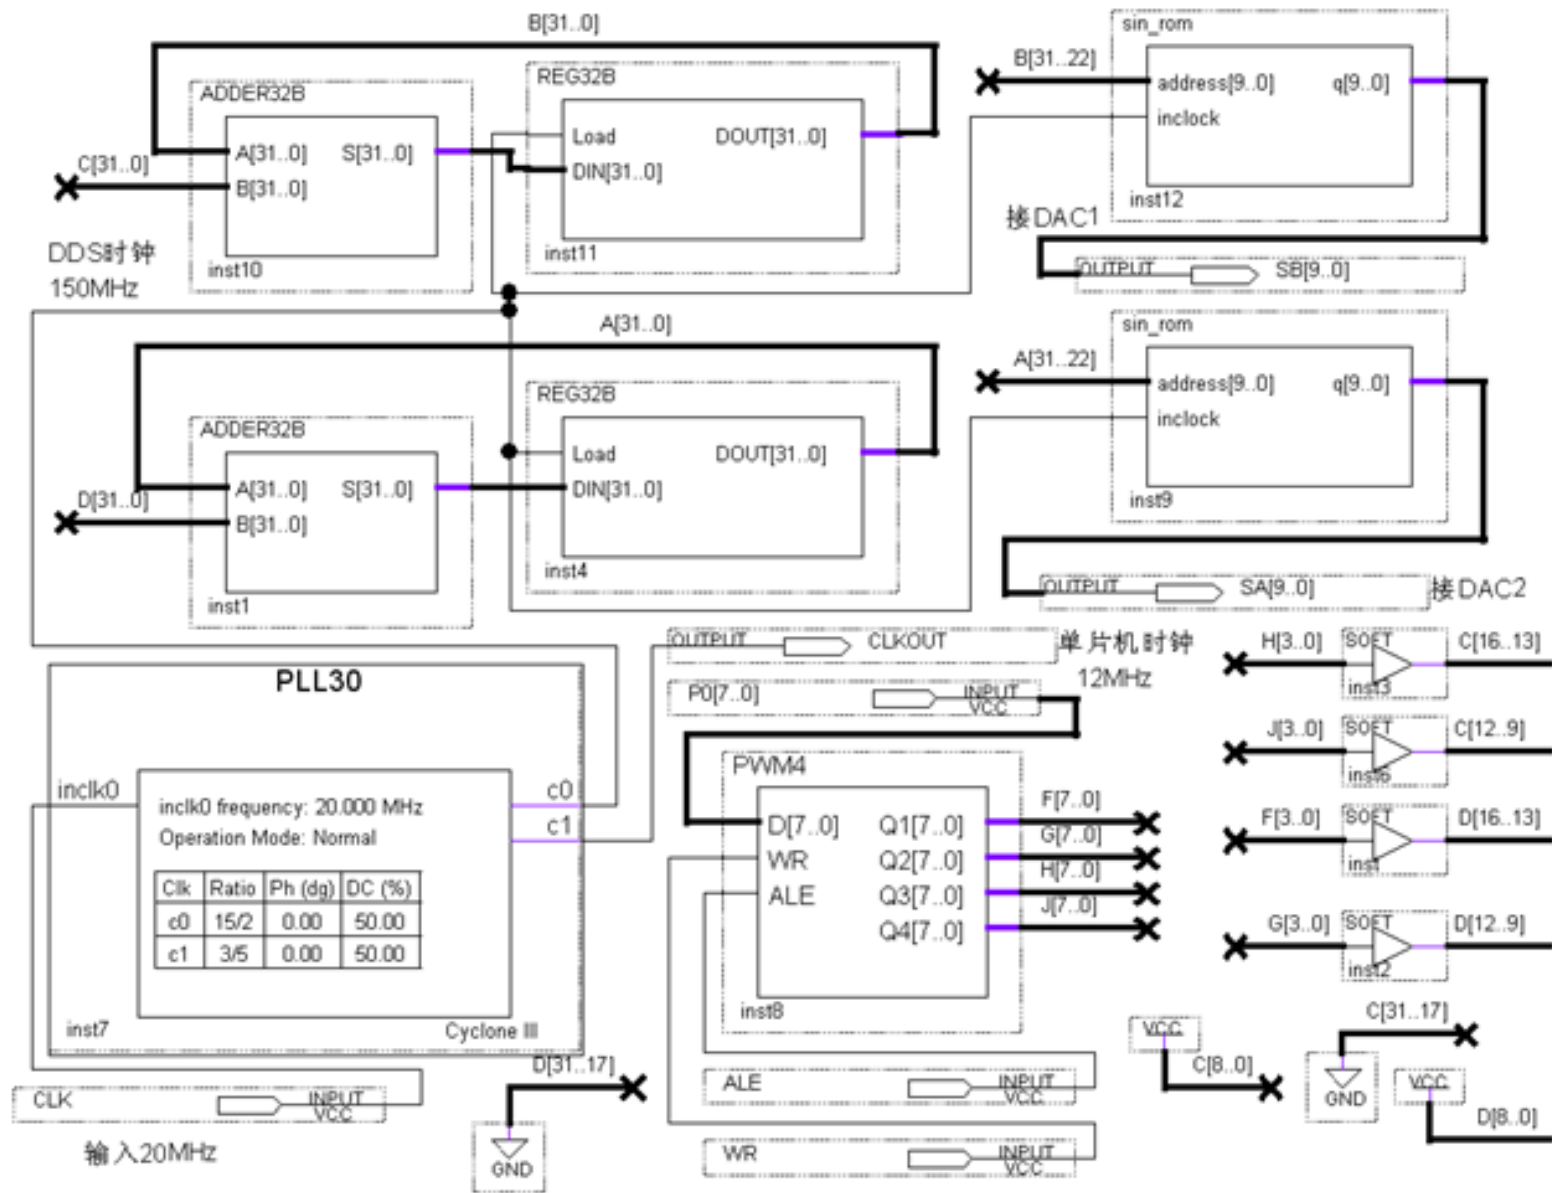 B[31..0]
sin_rom
B[31..22]
address[9..0]
q[9..0]
inclock
inst12
REG32B
Load
DOUT[31..0]
DIN[31..0]
inst11
ADDER32B
A[31..0]
S[31..0]
B[31..0]
inst10
C[31..0]
DDS时钟
150MHz
接DAC1
OUTPUT
SB[9..0]
A[31..0]
sin_rom
A[31..22]
address[9..0]
q[9..0]
inclock
inst9
REG32B
Load
DOUT[31..0]
DIN[31..0]
inst4
ADDER32B
A[31..0]
S[31..0]
B[31..0]
inst1
D[31..0]
OUTPUT
SA[9..0]
接DAC2
OUTPUT
CLKOUT
单片机时钟
12MHz
P0[7..0]
INPUT
VCC
PLL30
inclk0
c0
c1
inclk0 frequency: 20.000 MHz
Operation Mode: Normal
Clk Ratio Ph (dg) DC (%)
c0 15/2 0.00 50.00
c1 3/5 0.00 50.00
inst7
Cyclone III
PWM4
D[7..0]
Q1[7..0]
WR
Q2[7..0]
ALE
Q3[7..0]
Q4[7..0]
inst8
F[7..0]
G[7..0]
H[7..0]
J[7..0]
H[3..0]
SOFT
C[16..13]
inst3
J[3..0]
SOFT
C[12..9]
inst6
F[3..0]
SOFT
D[16..13]
inst
G[3..0]
SOFT
D[12..9]
inst2
C[31..17]
VCC
C[8..0]
GND
VCC
D[8..0]
D[31..17]
GND
ALE
INPUT
VCC
WR
INPUT
VCC
CLK
INPUT
VCC
输入20MHz